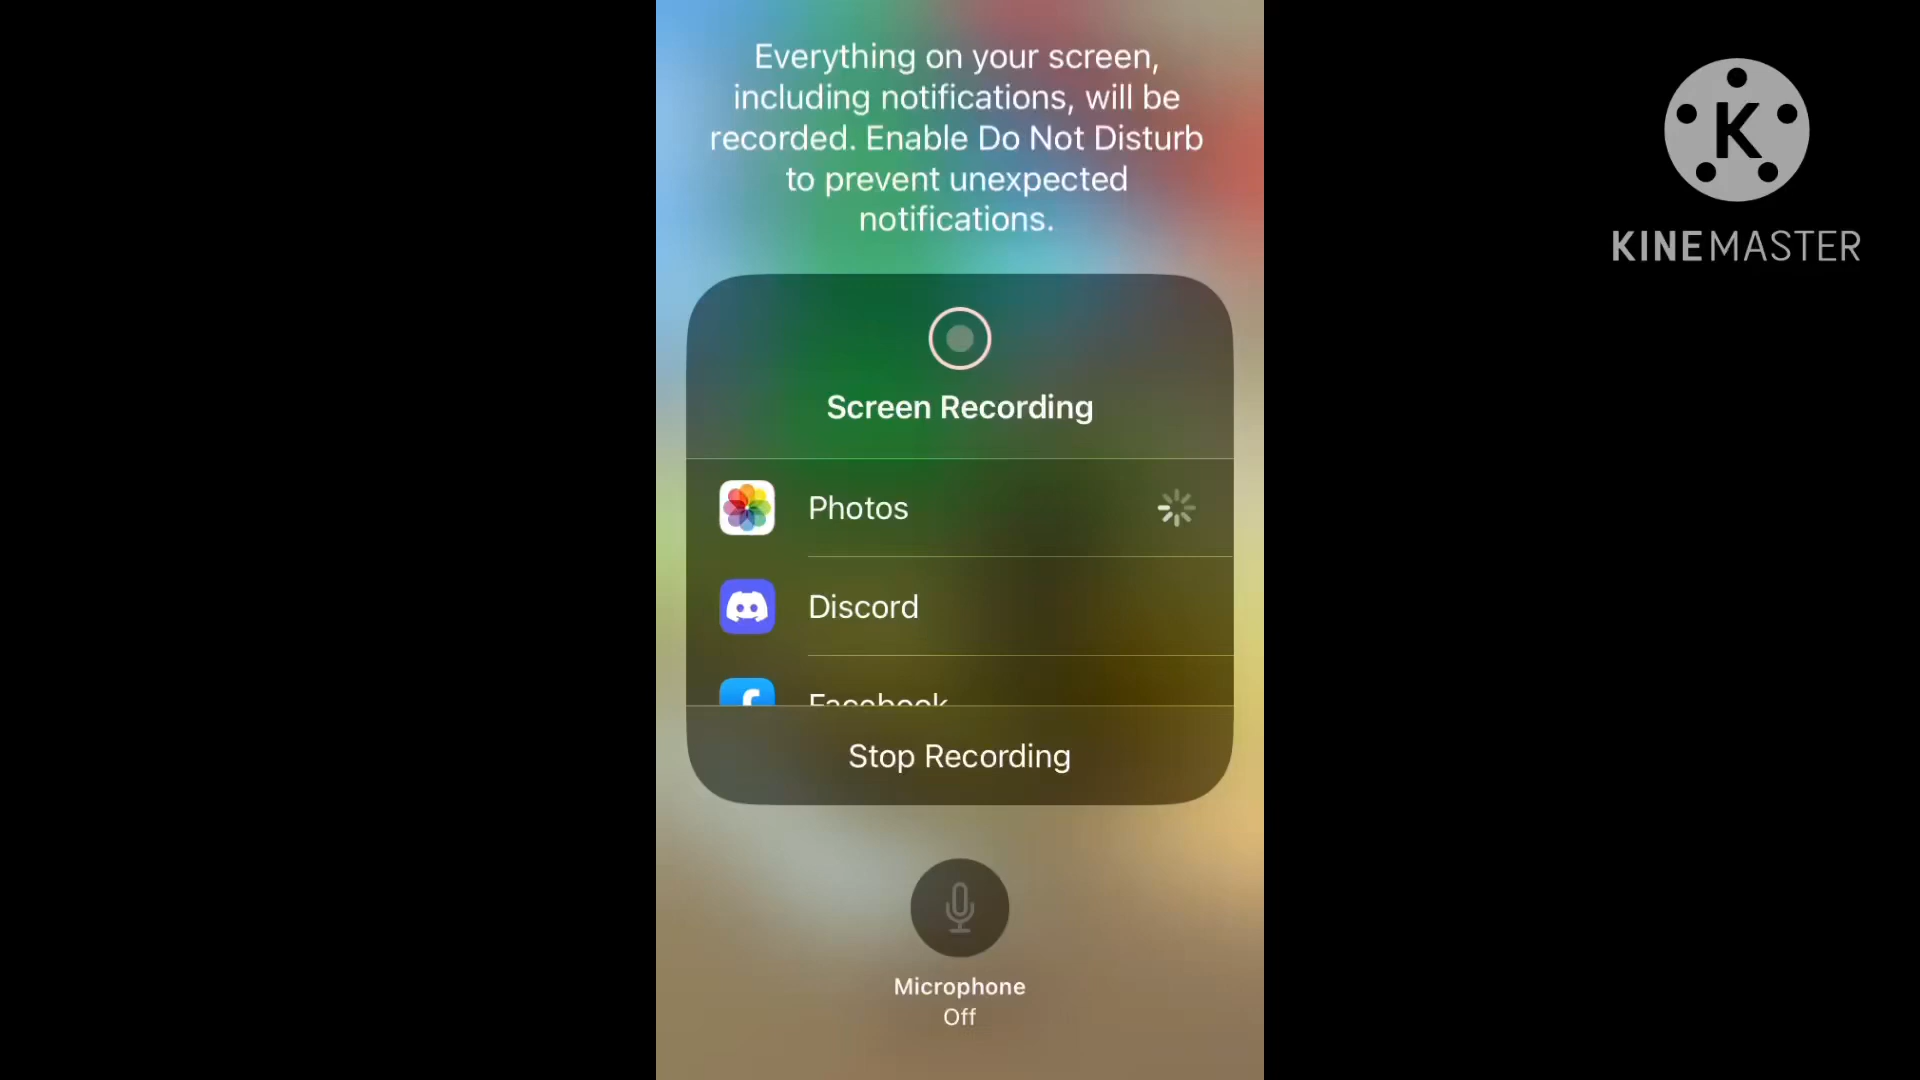 Everything on your screen,
including notifications, will be
recorded. Enable Do Not Disturb
to prevent unexpected
notifications.
K
KINEMASTER
Screen Recording
Photos
Discord
Facebook
Stop Recording
Microphone
Off